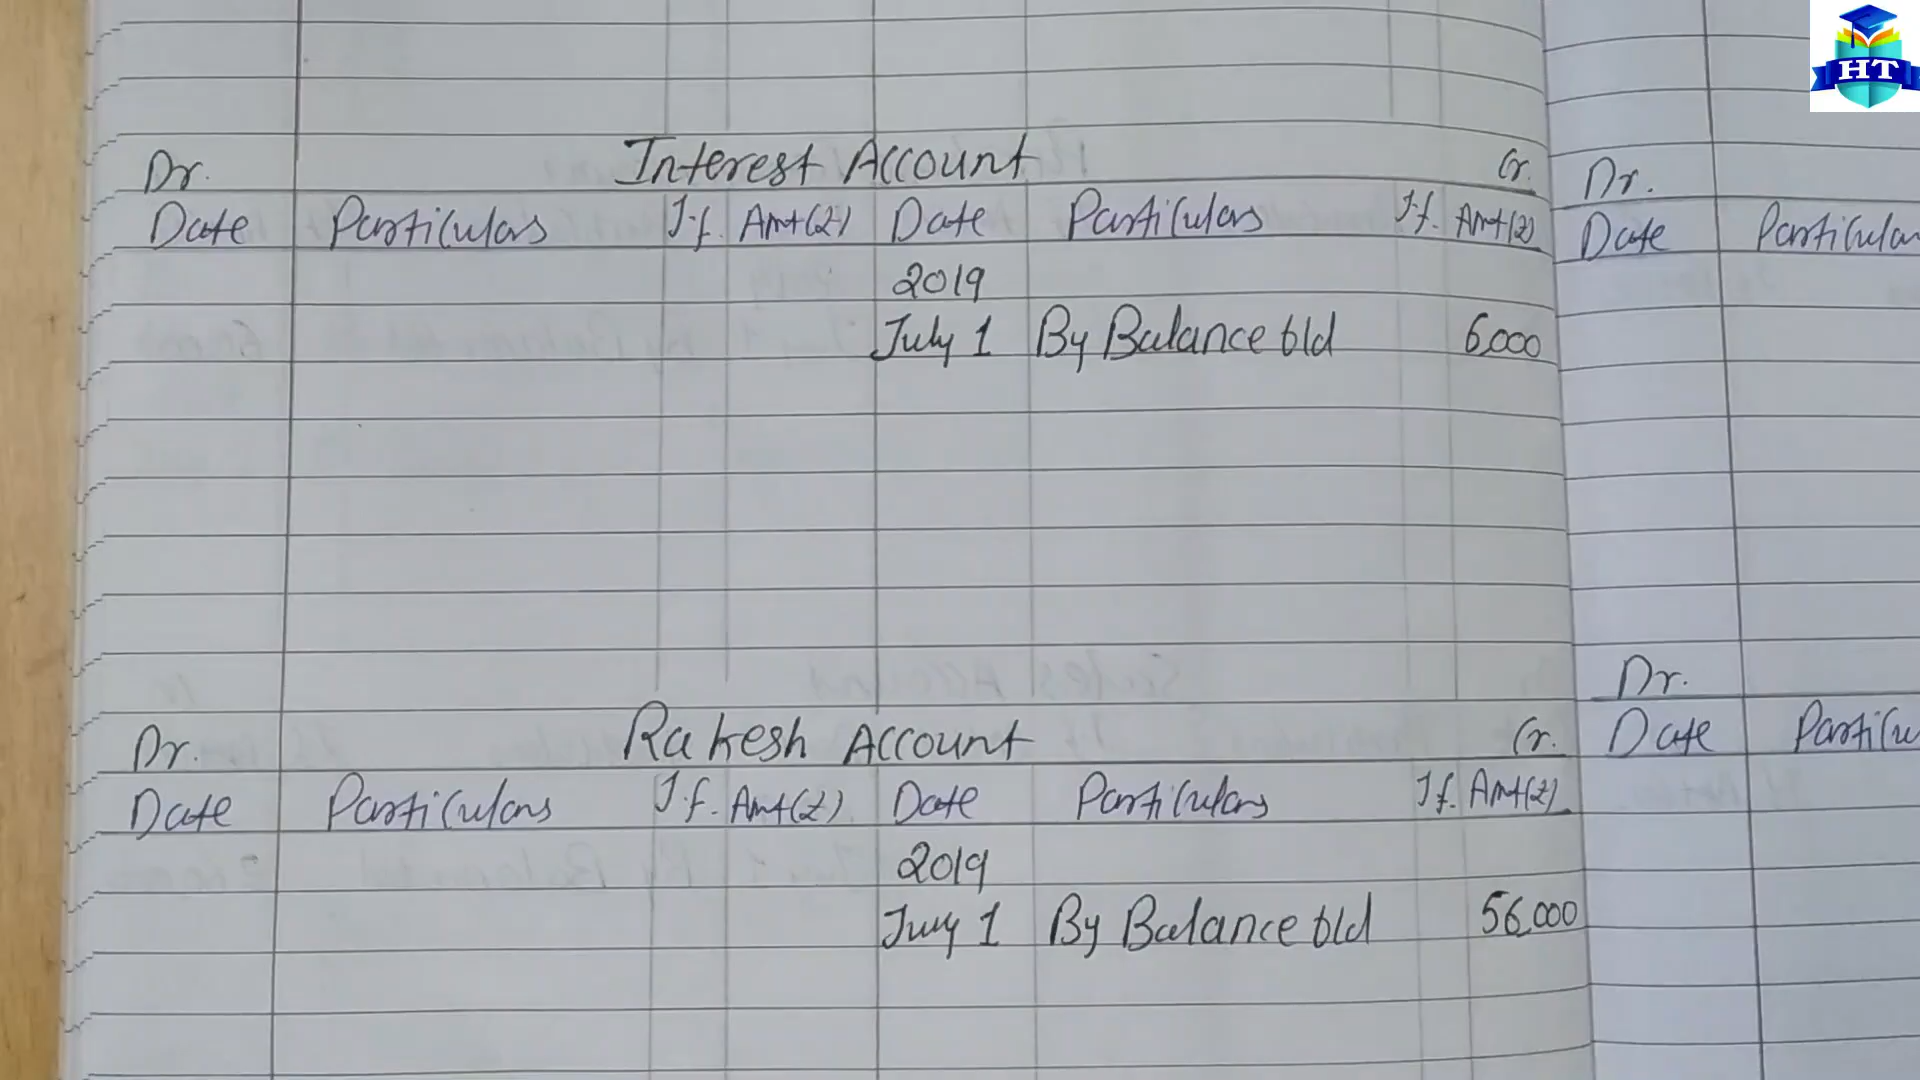 HT
Dr. Interest Account Cr.
Date Particulars J.f. Amt(₹) Date Particulars J.f. Amt(₹)
2019
July 1 By Balance b/d 6,000
Dr. Rakesh Account Cr.
Date Particulars J.f. Amt(₹) Date Particulars J.f. Amt(₹)
2019
July 1 By Balance b/d 56,000
Dr.
Date Particular
Dr.
Date Particu